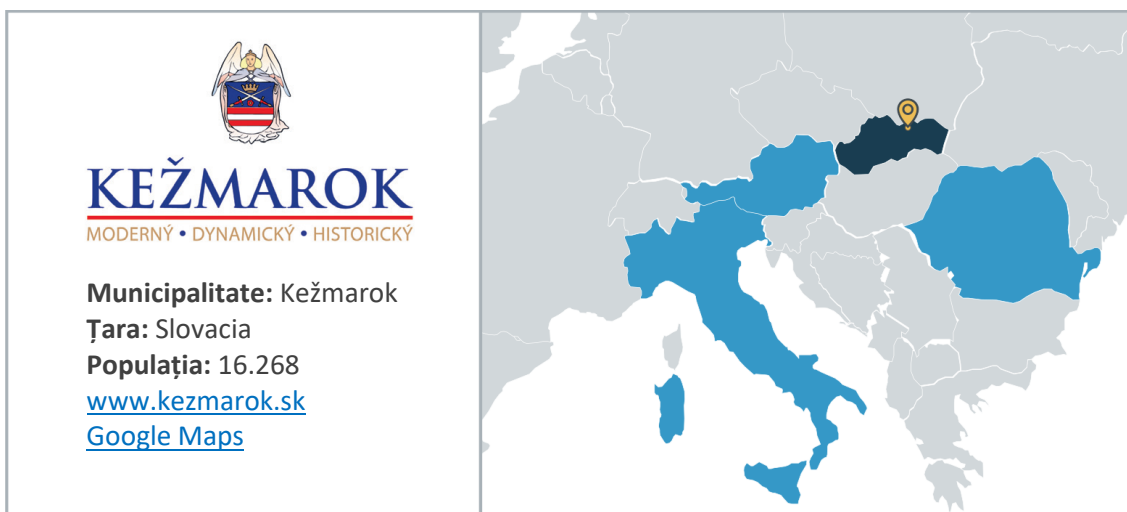 KEŽMAROK
MODERNÝ • DYNAMICKÝ • HISTORICKÝ
Municipalitate: Kežmarok
Țara: Slovacia
Populația: 16.268
www.kezmarok.sk
Google Maps